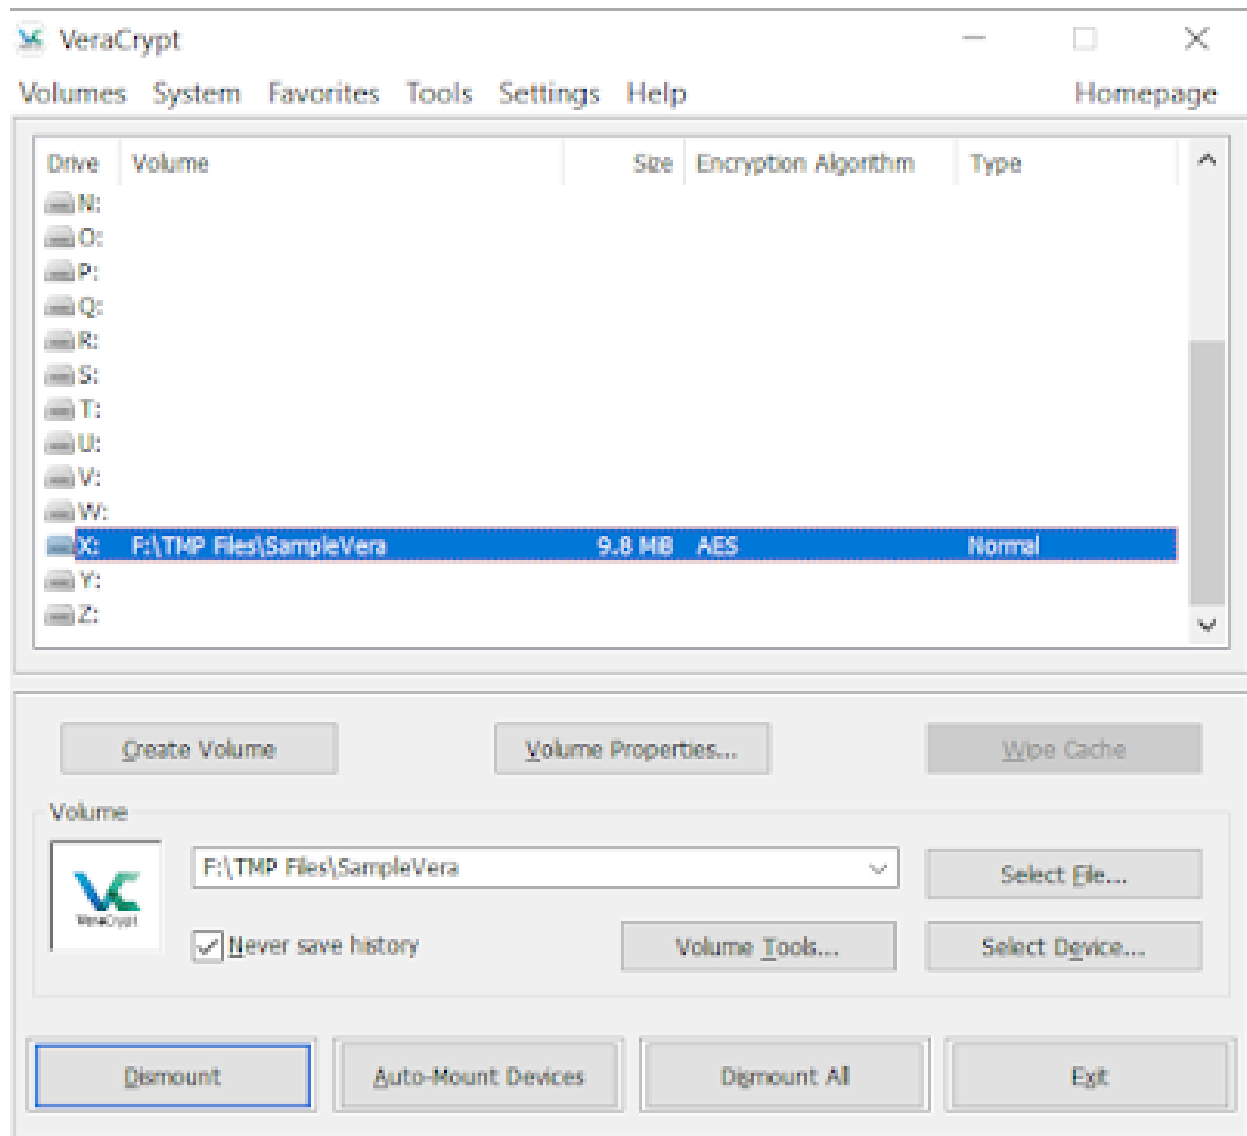 VeraCrypt
Volumes System Favorites Tools Settings Help Homepage
Drive Volume Size Encryption Algorithm Type
N:
O:
P:
Q:
R:
S:
T:
U:
V:
W:
X: F:\TMP Files\SampleVera 9.8 MB AES Normal
Y:
Z:
Create Volume Volume Properties... Wipe Cache
Volume
F:\TMP Files\SampleVera Select File...
VeraCrypt
Never save history Volume Tools... Select Device...
Dismount Auto-Mount Devices Dismount All Exit